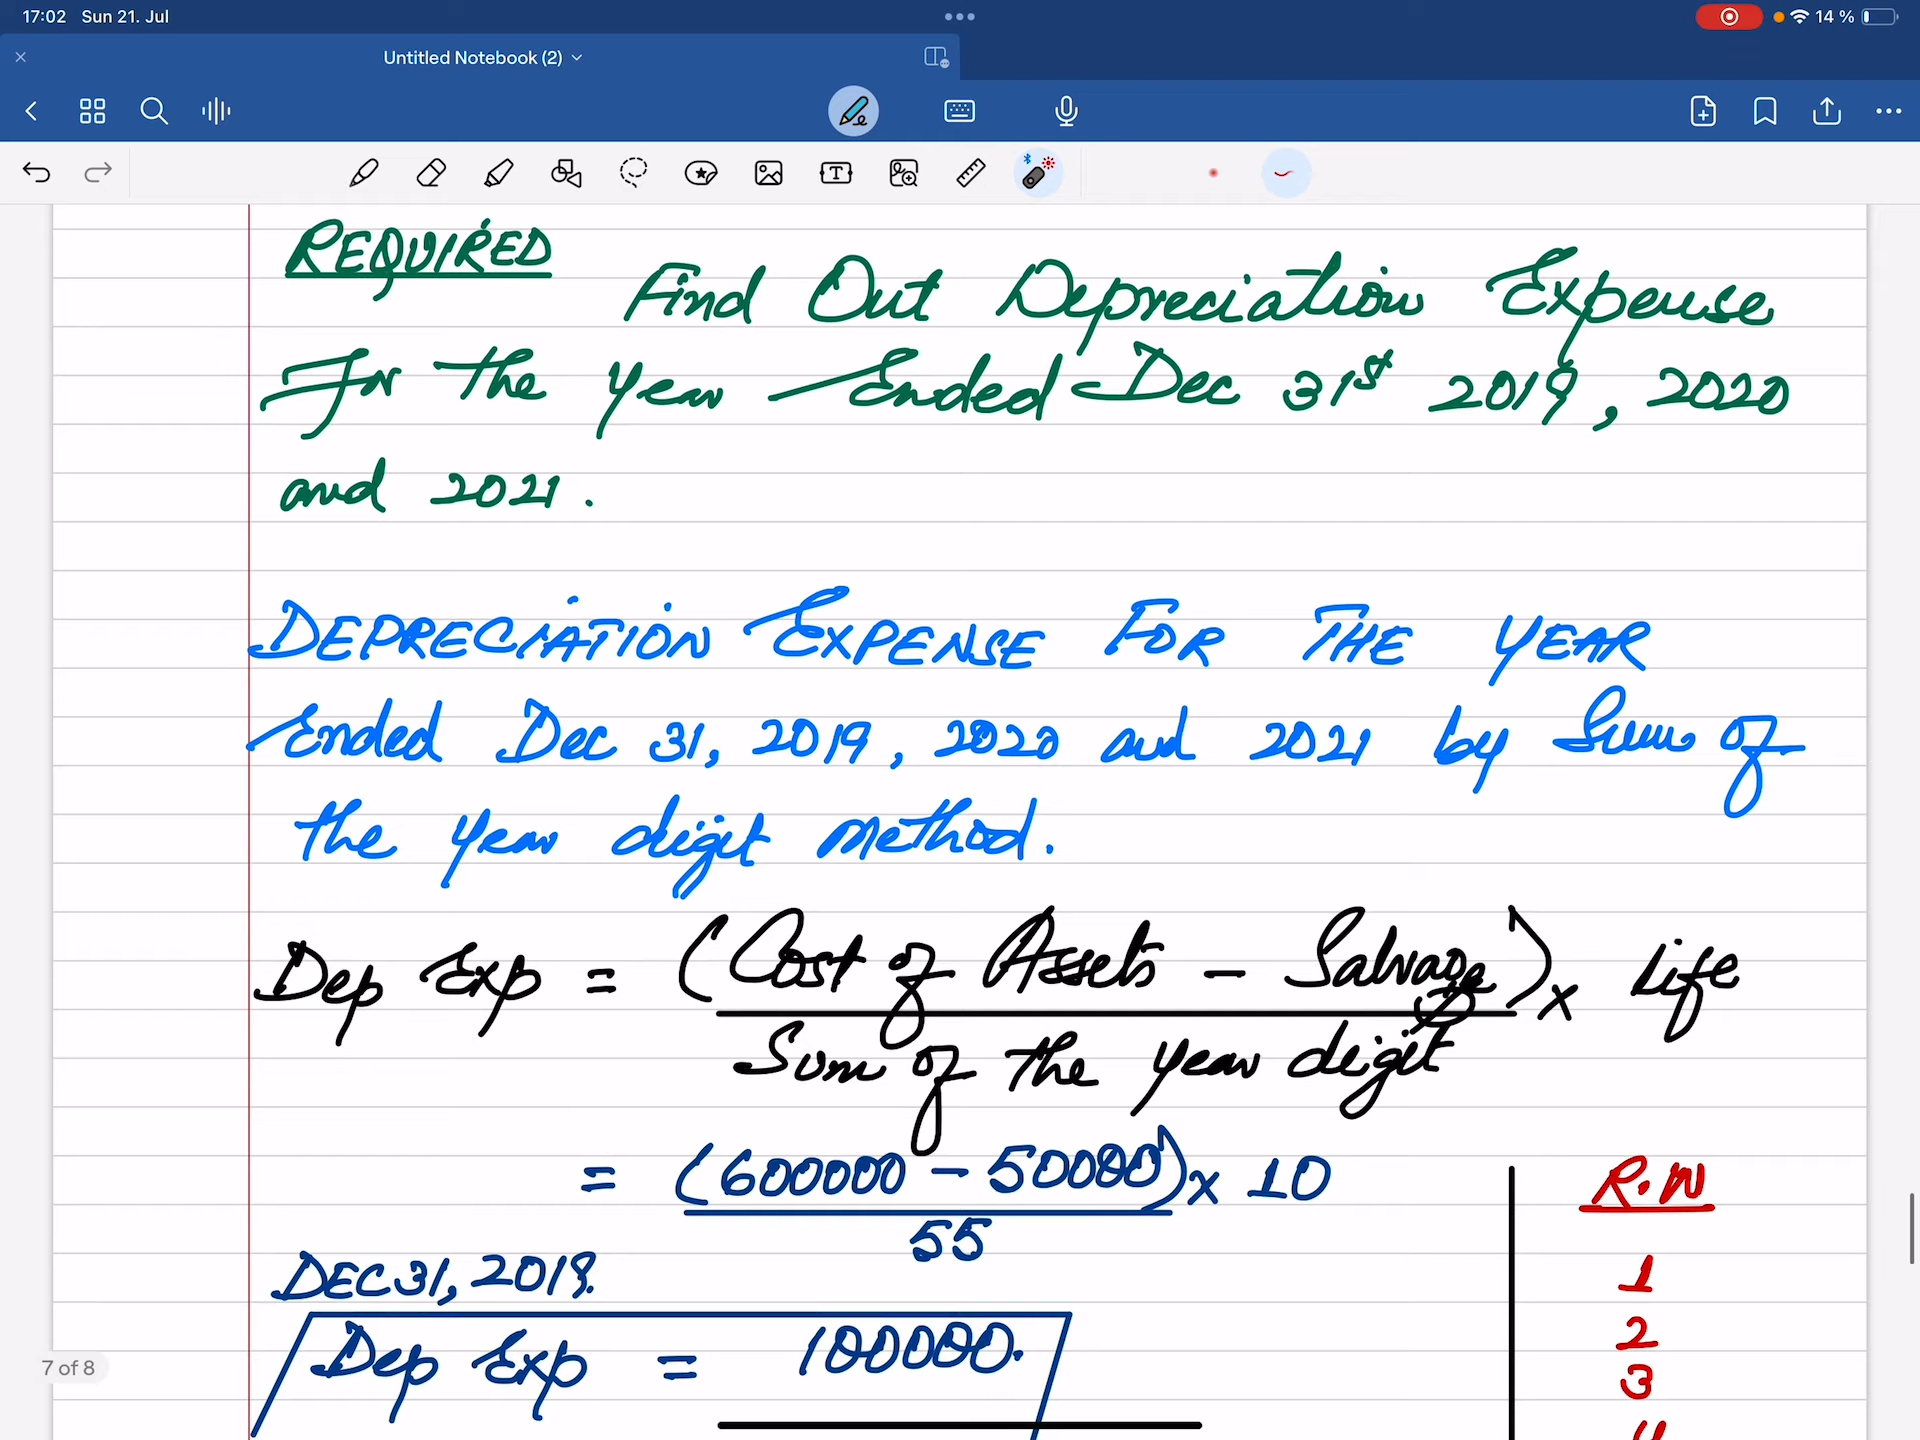 17:02 Sun 21. Jul
14 %
Untitled Notebook (2)
REQUIRED
Find Out Depreciation Expense
For the year Ended Dec 31st 2019, 2020
and 2021.
DEPRECIATION EXPENSE FOR THE YEAR
Ended Dec 31, 2019, 2020 and 2021 by Sum of
the year digit method.
Dep Exp = (Cost of Assets - Salvage) x Life
Sum of the year digit
= (600000 - 50000) x 10
55
R.W
DEC 31, 2019.
1
2
Dep Exp = 100000.
3
4
7 of 8